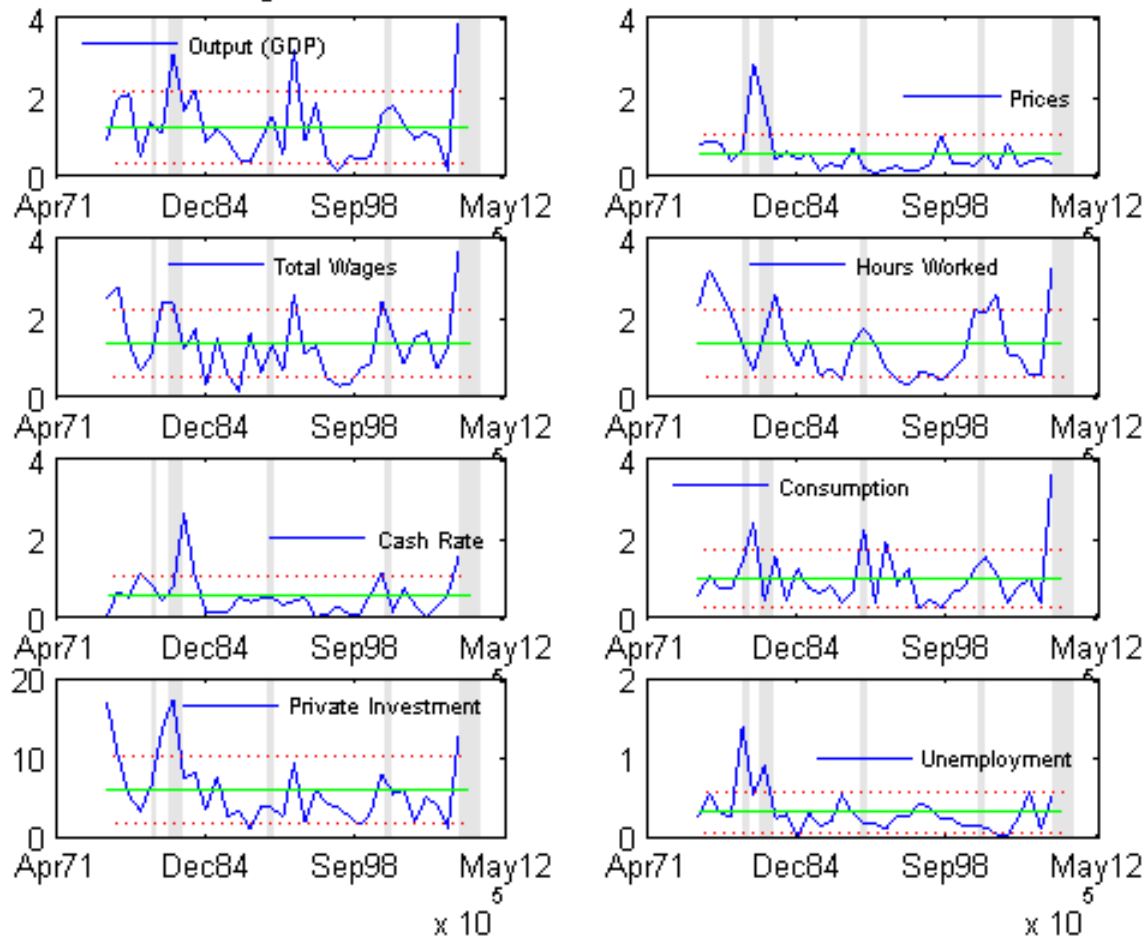 4
2
0
Output (GDP)
Apr71 Dec84 Sep98 May12
5
4
2
0
Prices
Apr71 Dec84 Sep98 May12
5
4
2
0
Total Wages
Apr71 Dec84 Sep98 May12
4
2
0
Hours Worked
Apr71 Dec84 Sep98 May12
4
2
0
Cash Rate
Apr71 Dec84 Sep98 May12
5
4
2
0
Consumption
Apr71 Dec84 Sep98 May12
5
20
10
0
Private Investment
Apr71 Dec84 Sep98 May12
x 10 5
2
1
0
Unemployment
Apr71 Dec84 Sep98 May12
x 10 5